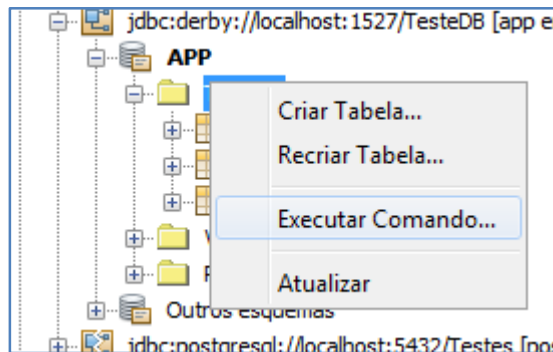 jdbc:derby://localhost:1527/TesteDB [app e
APP
Criar Tabela...
Recriar Tabela...
Executar Comando...
Atualizar
Outros esquemas
jdbc:postgresql://localhost:5432/Testes [pos